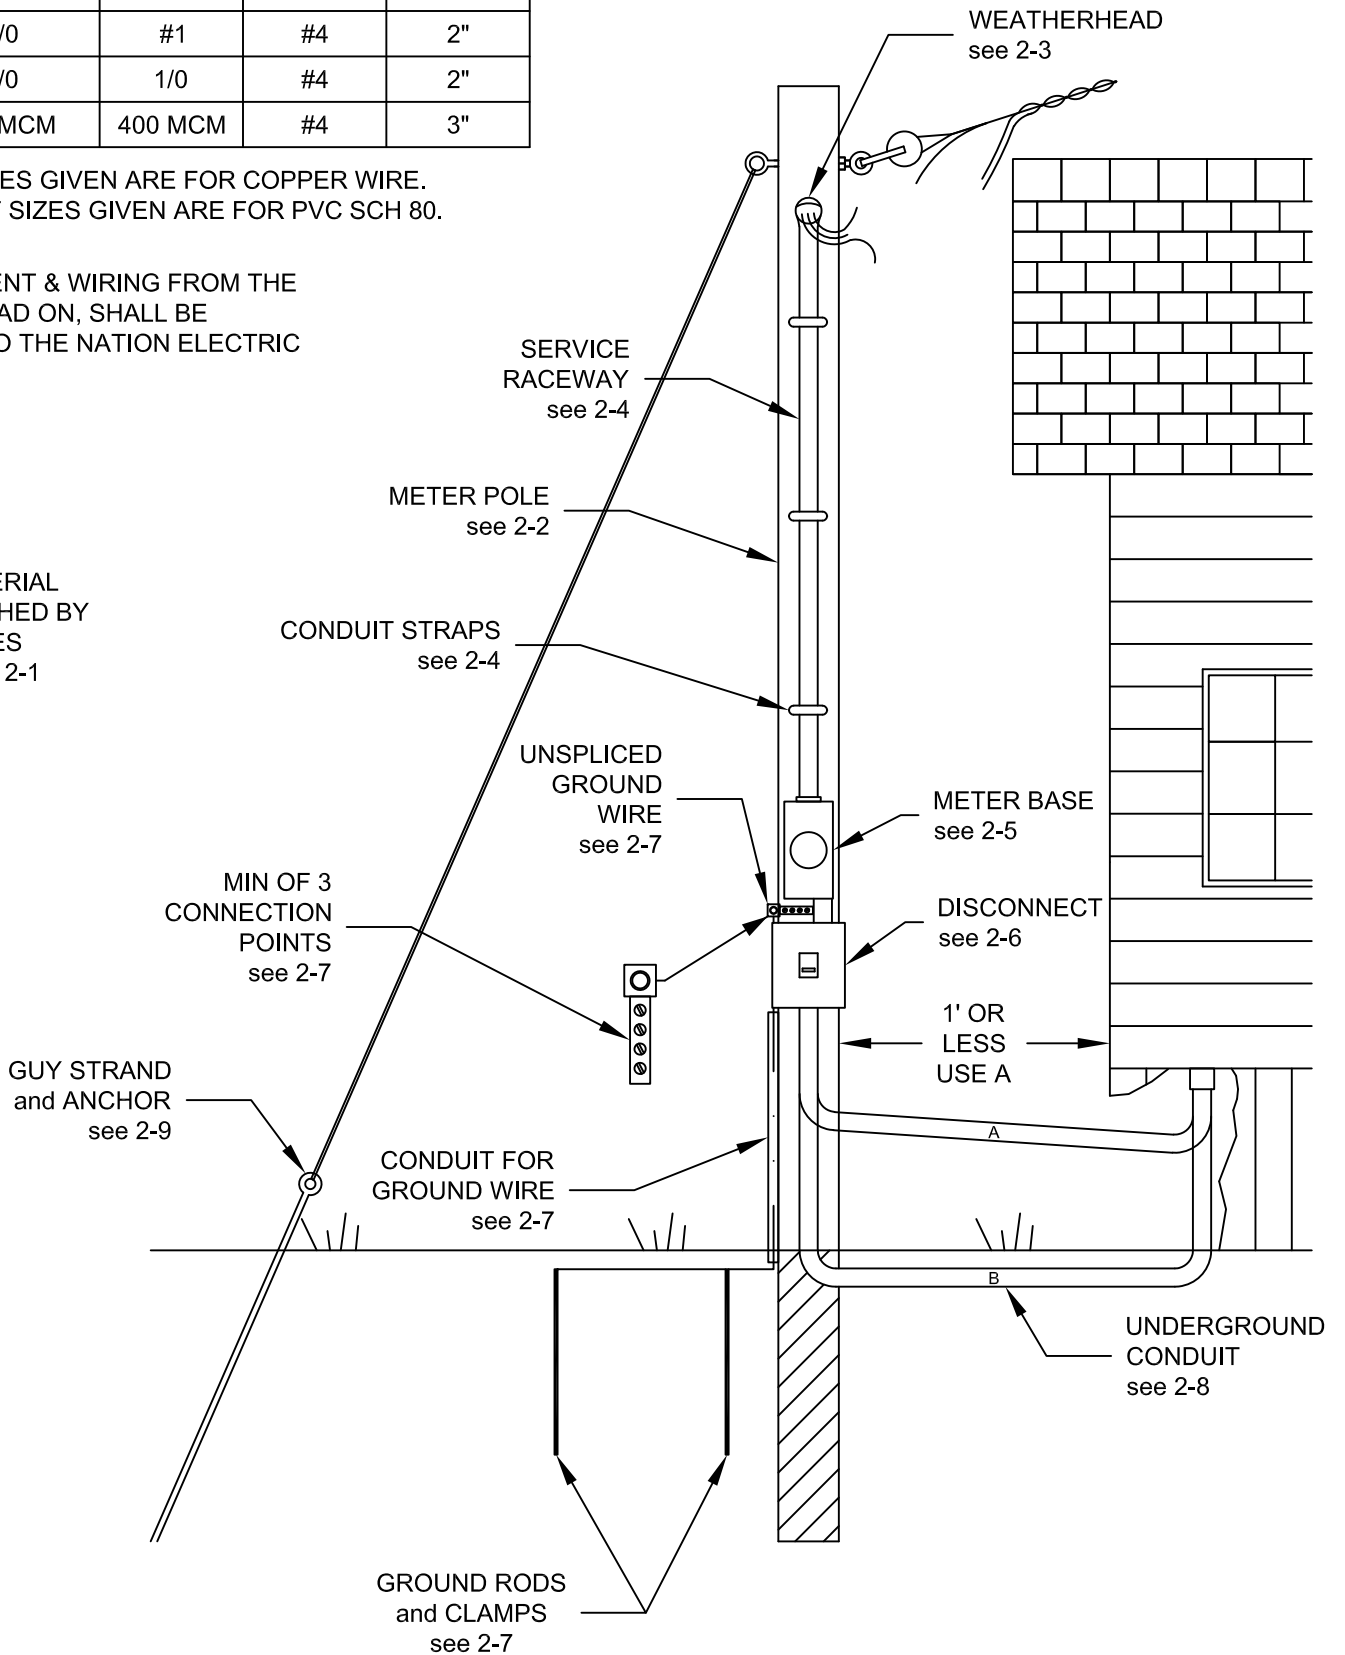 /0 #1 #4 2"
/0 1/0 #4 2"
MCM 400 MCM #4 3"
ES GIVEN ARE FOR COPPER WIRE.
SIZES GIVEN ARE FOR PVC SCH 80.
ENT & WIRING FROM THE
AD ON, SHALL BE
O THE NATION ELECTRIC
ERIAL
HED BY
ES
2-1
WEATHERHEAD
see 2-3
SERVICE
RACEWAY
see 2-4
METER POLE
see 2-2
CONDUIT STRAPS
see 2-4
UNSPLICED
GROUND
WIRE
see 2-7
METER BASE
see 2-5
MIN OF 3
CONNECTION
POINTS
see 2-7
DISCONNECT
see 2-6
1' OR
LESS
USE A
GUY STRAND
and ANCHOR
see 2-9
A
CONDUIT FOR
GROUND WIRE
see 2-7
B
UNDERGROUND
CONDUIT
see 2-8
GROUND RODS
and CLAMPS
see 2-7